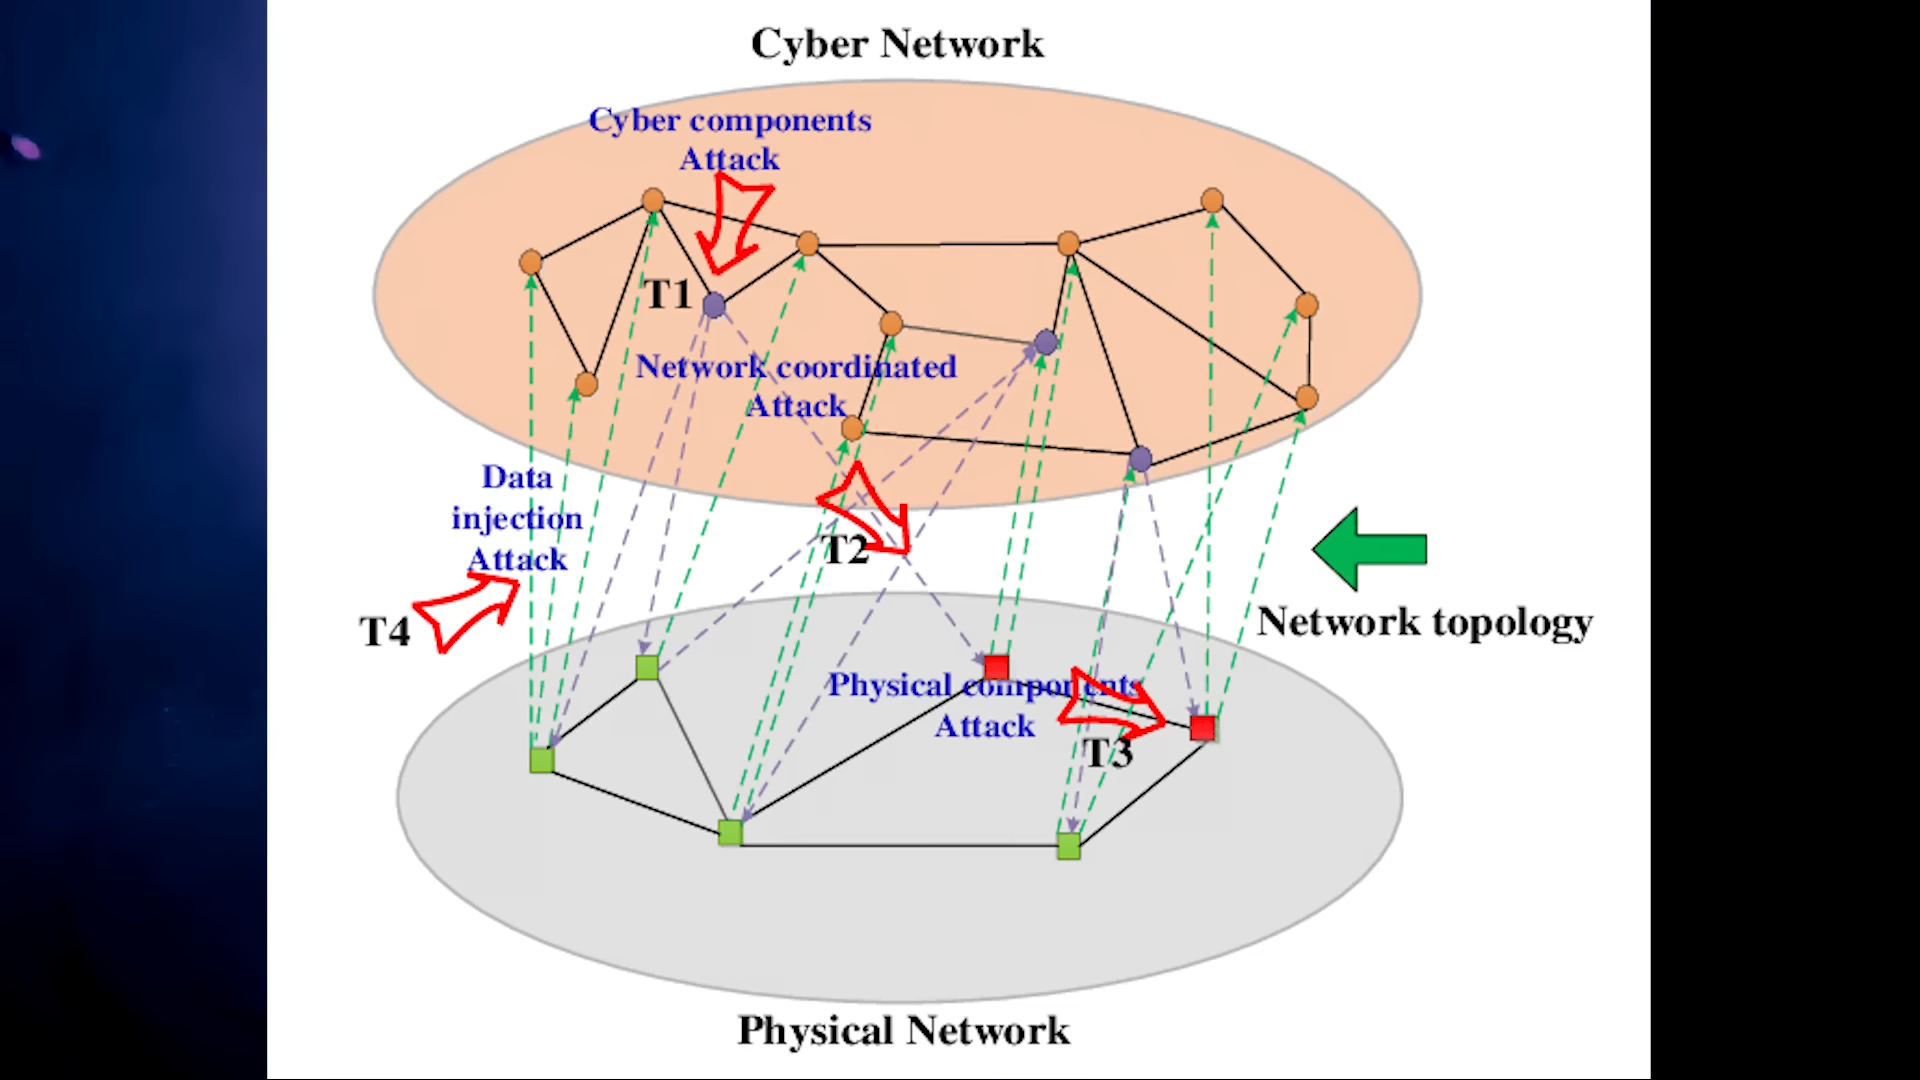 Cyber Network
Cyber components
Attack
T1
Network coordinated
Attack
Data
injection
Attack
T2
T4
Network topology
Physical components
Attack
T3
Physical Network